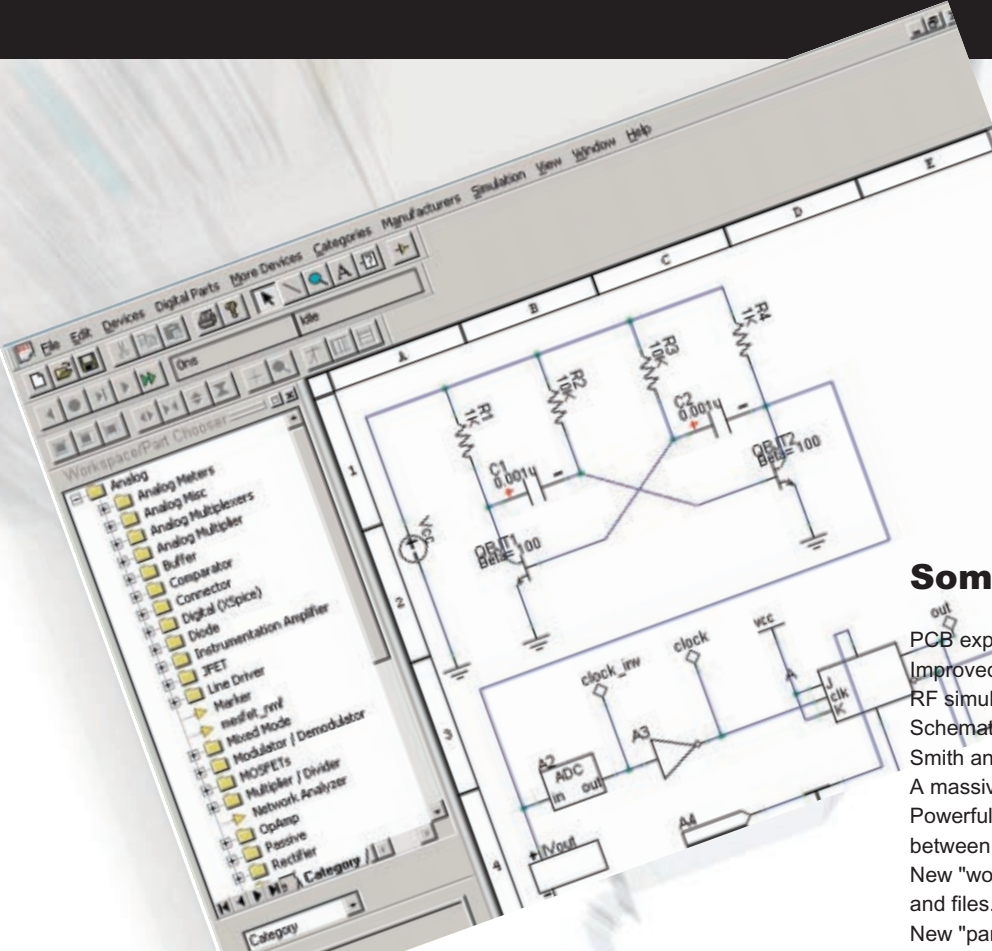 File Edit Devices Digital Parts More Devices Categories Manufacturers Simulation View Window Help
One
Idle
Workspace/Part Chooser
Analog
Analog Meters
Analog Misc
Analog Multiplexers
Analog Multiplier
Buffer
Comparator
Connector
Digital (XSpice)
Diode
Instrumentation Amplifier
JFET
Line Driver
Marker
mesfet_nmf
Mixed Mode
Modulator / Demodulator
MOSFETs
Multiplier / Divider
Network Analyzer
OpAmp
Passive
Rectifier
Category
Category
A B C D E
1
2
3
4
R1
1K
R2
10K
R3
10K
R4
1K
C1
0.001u
C2
0.001u
Vcc
QBJT1
Beta= 100
QBJT2
Beta= 100
clock_inv
clock
vcc
out
A2
ADC
in out
A3
A4
J
clk
K
IVout
Som
PCB exp
Improved
RF simul
Schemat
Smith an
A massiv
Powerful
between
New "wo
and files.
New "par